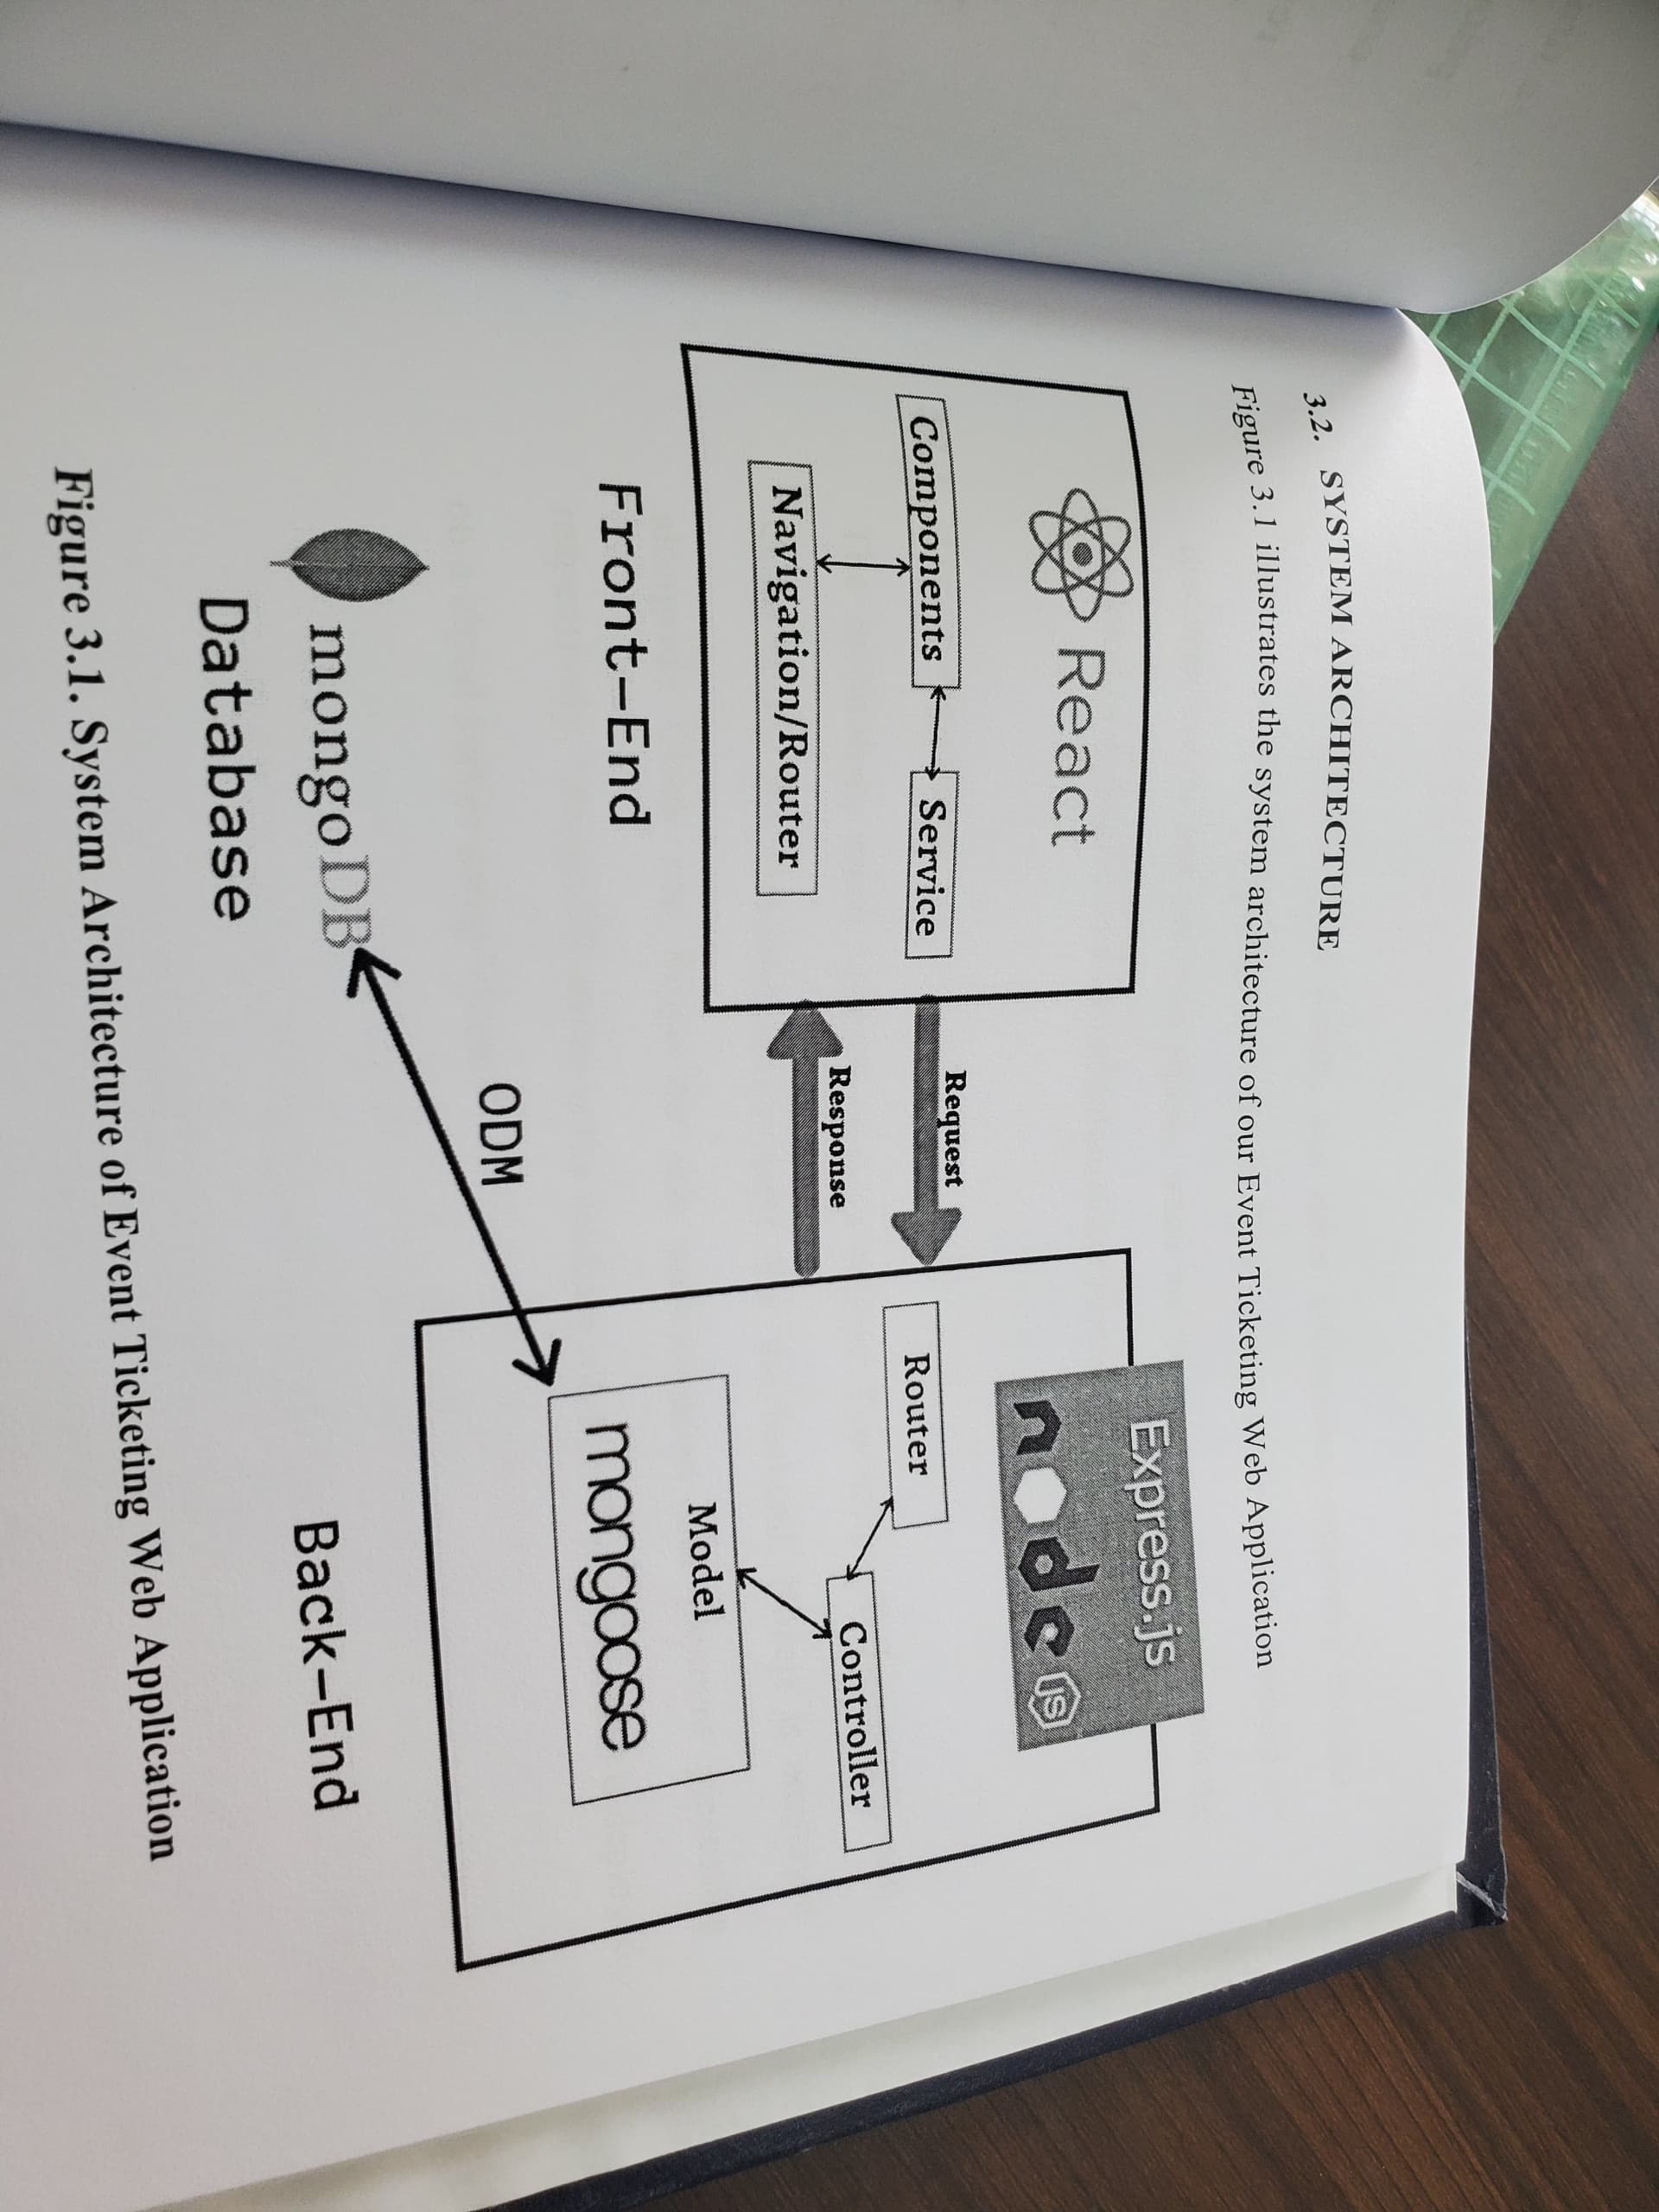 3.2. SYSTEM ARCHITECTURE
Figure 3.1 illustrates the system architecture of our Event Ticketing Web Application
React
Components
Service
Navigation/Router
Front-End
Request
Response
Express.js
node JS
Router
Controller
Model
mongoose
Back-End
ODM
mongoDB
Database
Figure 3.1. System Architecture of Event Ticketing Web Application